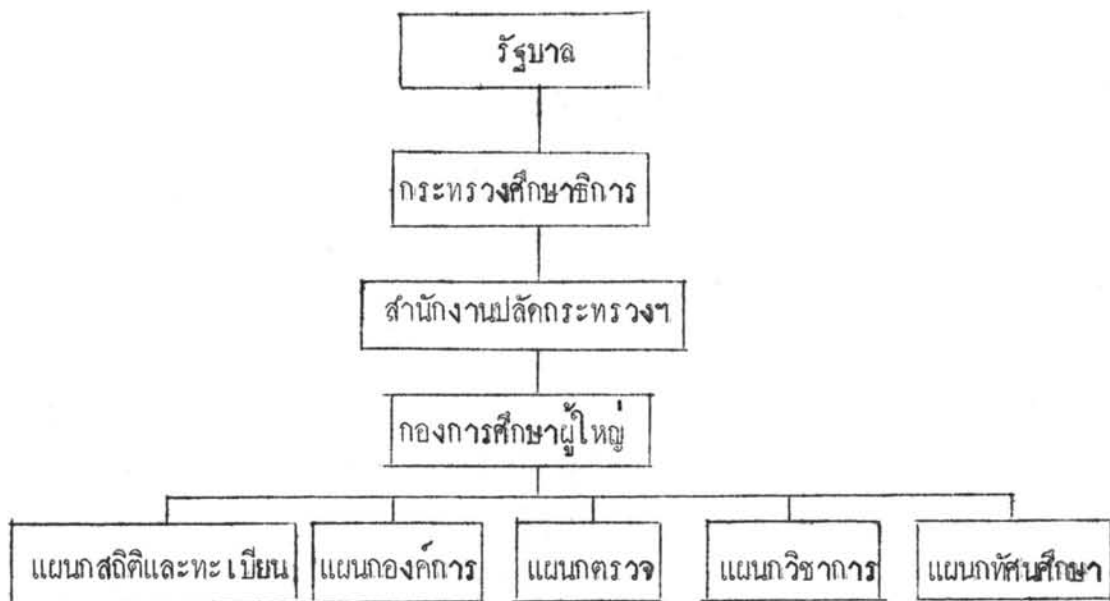 รัฐบาล
กระทรวงศึกษาธิการ
สำนักงานปลัดกระทรวงฯ
กองการศึกษาผู้ใหญ่
แผนกสถิติและทะเบียน
แผนกองค์การ
แผนกตรวจ
แผนกวิชาการ
แผนกทัศนศึกษา